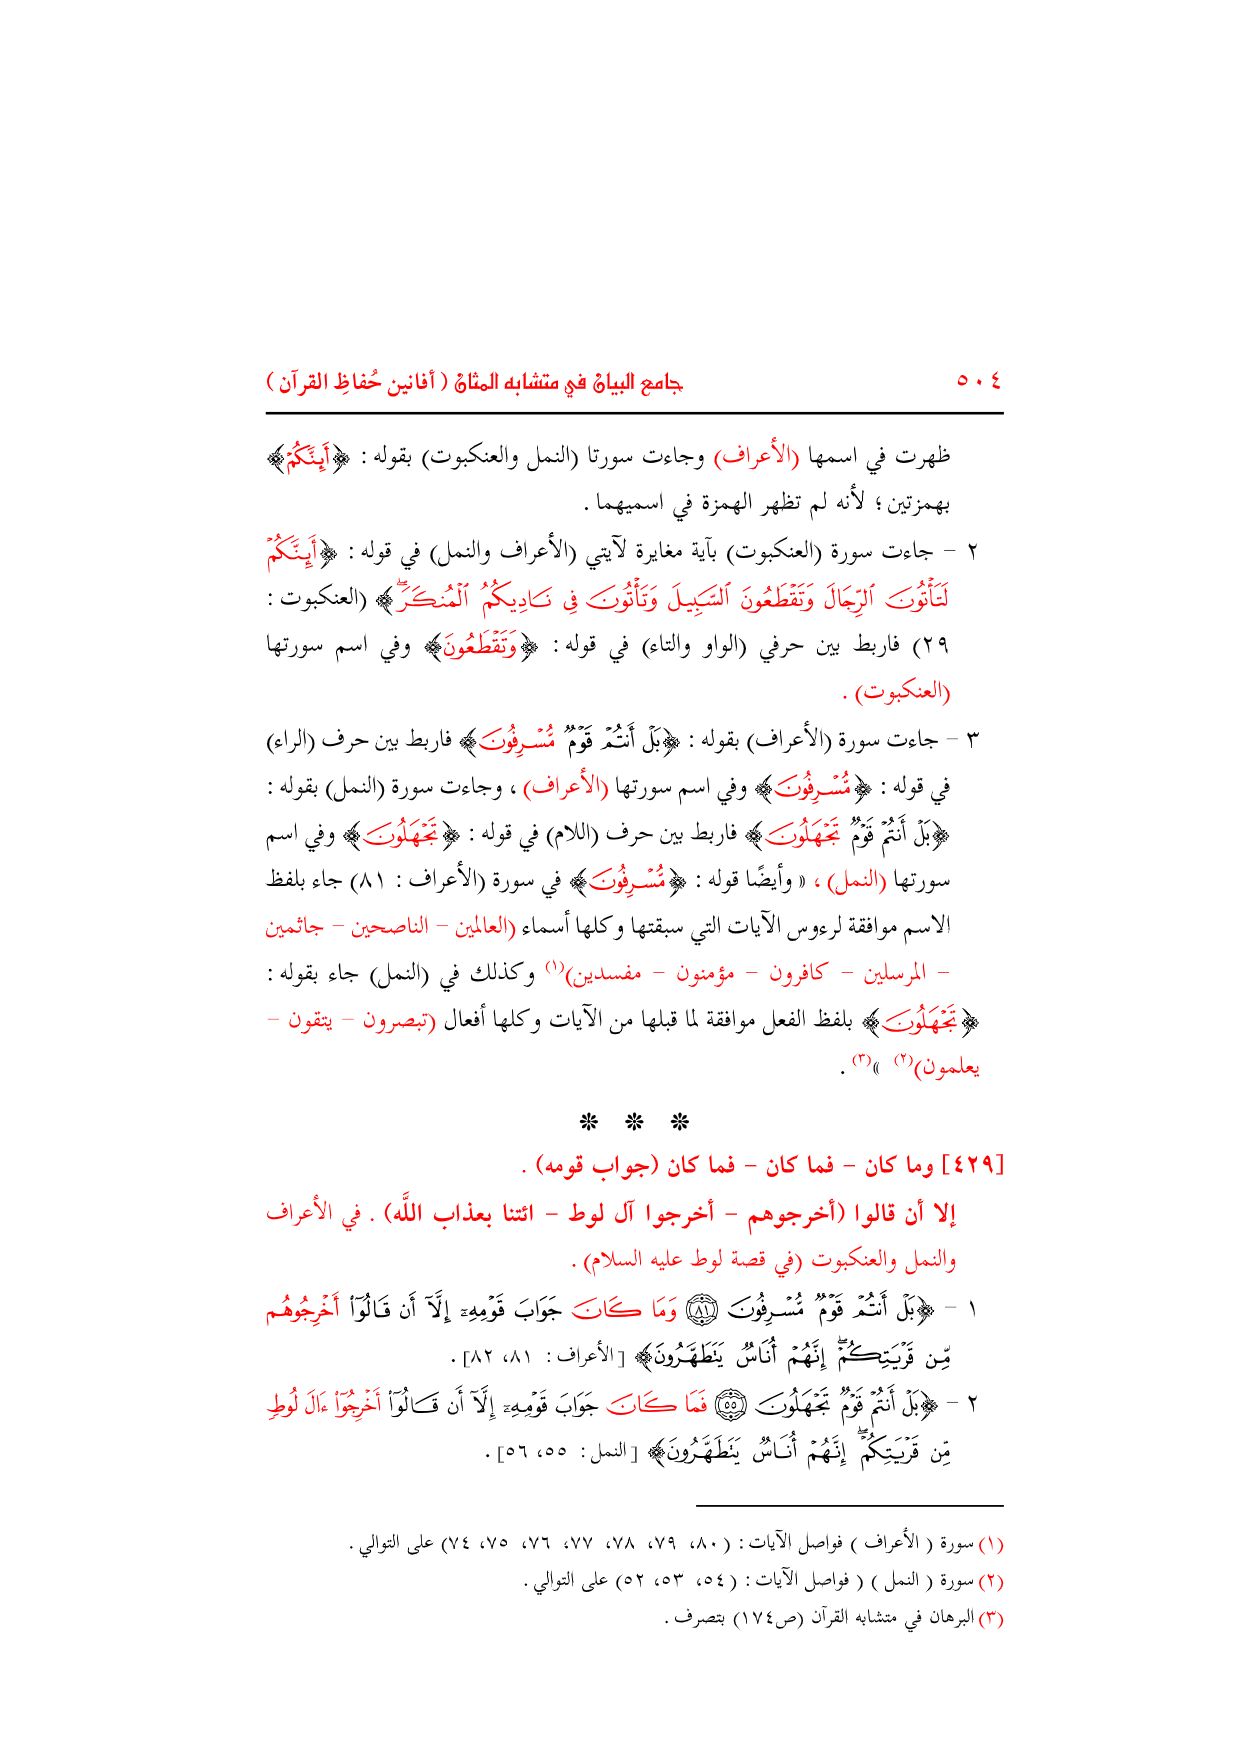 ٥٠٤ جامع البيان في متشابه المثان ( أفانين حُفاظِ القرآن )
ظهرت في اسمها (الأعراف) وجاءت سورتا (النمل والعنكبوت) بقوله : ﴿أَئِنَّكُمْ﴾
بهمزتين ؛ لأنه لم تظهر الهمزة في اسميهما .
٢ – جاءت سورة (العنكبوت) بآية مغايرة لآيتي (الأعراف والنمل) في قوله : ﴿أَئِنَّكُمْ
لَتَأْتُونَ ٱلرِّجَالَ وَتَقْطَعُونَ ٱلسَّبِيلَ وَتَأْتُونَ فِى نَادِيكُمُ ٱلْمُنكَرَۖ﴾ (العنكبوت :
٢٩) فاربط بين حرفي (الواو والتاء) في قوله : ﴿وَتَقْطَعُونَ﴾ وفي اسم سورتها
(العنكبوت) .
٣ – جاءت سورة (الأعراف) بقوله : ﴿بَلْ أَنتُمْ قَوْمٌ مُّسْرِفُونَ﴾ فاربط بين حرف (الراء)
في قوله : ﴿مُّسْرِفُونَ﴾ وفي اسم سورتها (الأعراف) ، وجاءت سورة (النمل) بقوله :
﴿بَلْ أَنتُمْ قَوْمٌ تَجْهَلُونَ﴾ فاربط بين حرف (اللام) في قوله : ﴿تَجْهَلُونَ﴾ وفي اسم
سورتها (النمل) ، « وأيضًا قوله : ﴿مُّسْرِفُونَ﴾ في سورة (الأعراف : ٨١) جاء بلفظ
الاسم موافقة لرءوس الآيات التي سبقتها وكلها أسماء (العالمين – الناصحين – جاثمين
– المرسلين – كافرون – مؤمنون – مفسدين)(١) وكذلك في (النمل) جاء بقوله :
﴿تَجْهَلُونَ﴾ بلفظ الفعل موافقة لما قبلها من الآيات وكلها أفعال (تبصرون – يتقون –
يعلمون)(٢) »(٣) .
* * *
[٤٢٩] وما كان – فما كان – فما كان (جواب قومه) .
إلا أن قالوا (أخرجوهم – أخرجوا آل لوط – ائتنا بعذاب اللَّه) . في الأعراف
والنمل والعنكبوت (في قصة لوط عليه السلام) .
١ – ﴿بَلْ أَنتُمْ قَوْمٌ مُّسْرِفُونَ ۝٨١ وَمَا كَانَ جَوَابَ قَوْمِهِۦٓ إِلَّآ أَن قَالُوٓا۟ أَخْرِجُوهُم
مِّن قَرْيَتِكُمْۖ إِنَّهُمْ أُنَاسٌ يَتَطَهَّرُونَ﴾ [الأعراف : ٨١، ٨٢].
٢ – ﴿بَلْ أَنتُمْ قَوْمٌ تَجْهَلُونَ ۝٥٥ فَمَا كَانَ جَوَابَ قَوْمِهِۦٓ إِلَّآ أَن قَالُوٓا۟ أَخْرِجُوٓا۟ ءَالَ لُوطٍ
مِّن قَرْيَتِكُمْۖ إِنَّهُمْ أُنَاسٌ يَتَطَهَّرُونَ﴾ [النمل : ٥٥، ٥٦] .
(١) سورة ( الأعراف ) فواصل الآيات : (٨٠، ٧٩، ٧٨، ٧٧، ٧٦، ٧٥، ٧٤) على التوالي .
(٢) سورة ( النمل ) ( فواصل الآيات : (٥٤، ٥٣، ٥٢) على التوالي .
(٣) البرهان في متشابه القرآن (ص١٧٤) بتصرف .